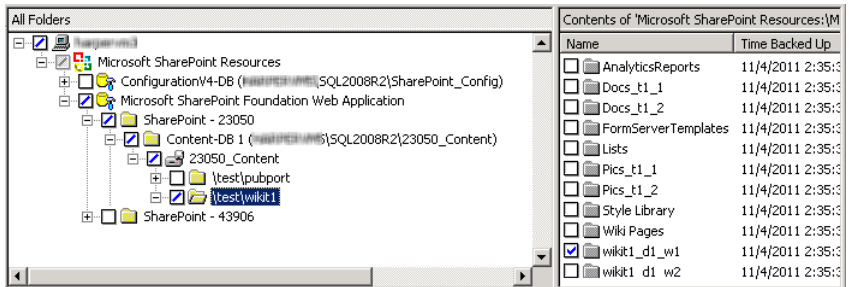 All Folders
Microsoft SharePoint Resources
ConfigurationV4-DB ( \SQL2008R2\SharePoint_Config)
Microsoft SharePoint Foundation Web Application
SharePoint - 23050
Content-DB 1 ( \SQL2008R2\23050_Content)
23050_Content
\test\pubport
\test\wikit1
SharePoint - 43906
Contents of 'Microsoft SharePoint Resources:\M
Name Time Backed Up
AnalyticsReports 11/4/2011 2:35:3
Docs_t1_1 11/4/2011 2:35:3
Docs_t1_2 11/4/2011 2:35:3
FormServerTemplates 11/4/2011 2:35:3
Lists 11/4/2011 2:35:3
Pics_t1_1 11/4/2011 2:35:3
Pics_t1_2 11/4/2011 2:35:3
Style Library 11/4/2011 2:35:3
Wiki Pages 11/4/2011 2:35:3
wikit1_d1_w1 11/4/2011 2:35:3
wikit1_d1_w2 11/4/2011 2:35:3